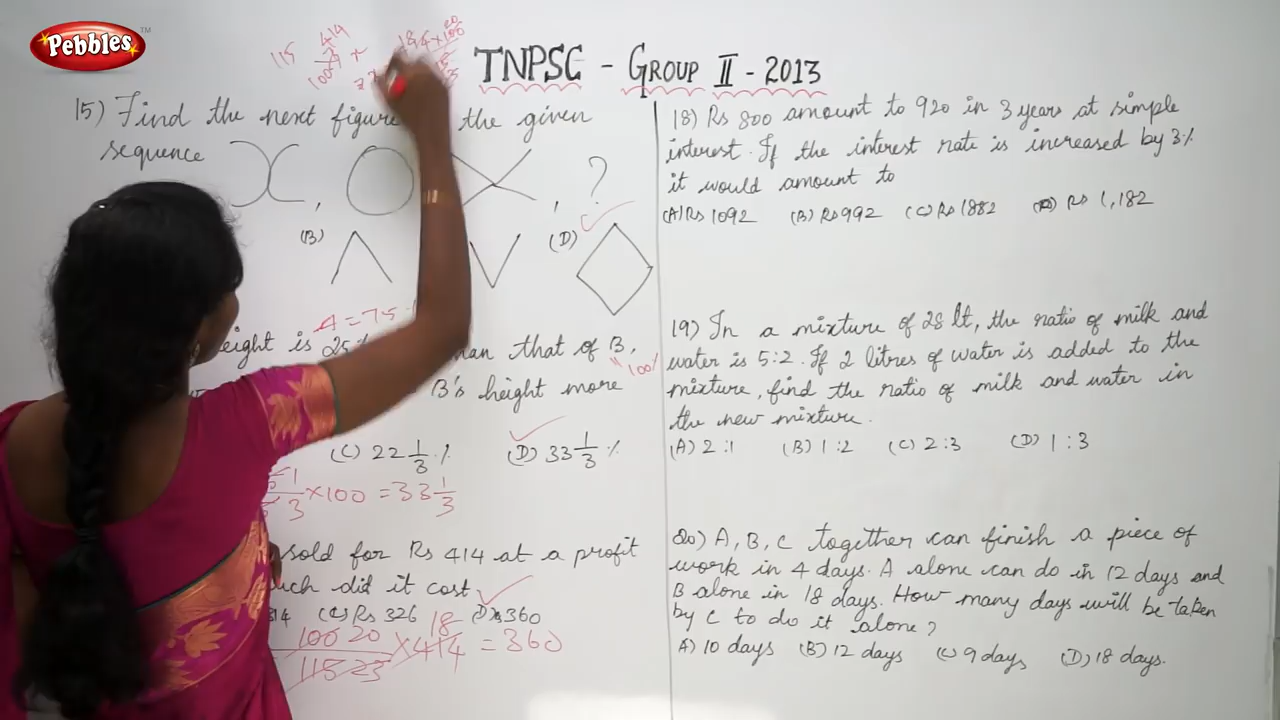 Pebbles
TM
TNPSC - GROUP II - 2013
15) Find the next figure the given
sequence
, , ?
(B) (D)
A = 75
eight is 25% an that of B,
100%
B's height more
(C) 22 1/3 % (D) 33 1/3 %
1/3 × 100 = 33 1/3
sold for Rs 414 at a profit
uch did it cost
314 (C) Rs 326 (D) Rs 360
100 20 / 115 23 × 414 18 = 360
115 414
18) Rs 800 amount to 920 in 3 years at simple
interest. If the interest rate is increased by 3%
it would amount to
(A) Rs 1092 (B) Rs 992 (C) Rs 1882 (D) Rs 1,182
19) In a mixture of 28 lt, the ratio of milk and
water is 5:2. If 2 litres of water is added to the
mixture, find the ratio of milk and water in
the new mixture.
(A) 2:1 (B) 1:2 (C) 2:3 (D) 1:3
20) A, B, C together can finish a piece of
work in 4 days. A alone can do in 12 days and
B alone in 18 days. How many days will be taken
by C to do it alone?
A) 10 days (B) 12 days (C) 9 days (D) 18 days.